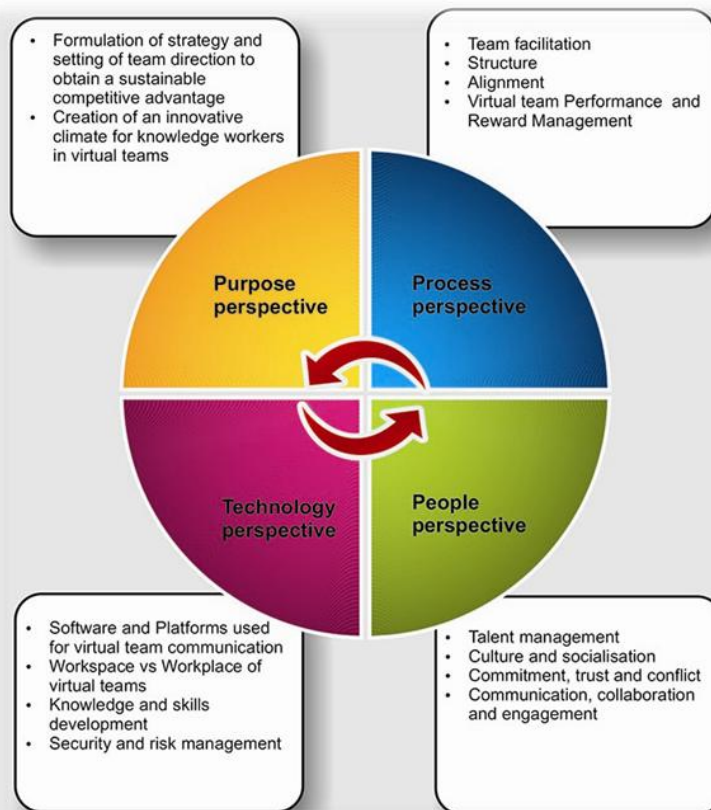 • Formulation of strategy and
setting of team direction to
obtain a sustainable
competitive advantage
• Creation of an innovative
climate for knowledge workers
in virtual teams
• Team facilitation
• Structure
• Alignment
• Virtual team Performance and
Reward Management
Purpose
perspective
Process
perspective
Technology
perspective
People
perspective
• Software and Platforms used
for virtual team communication
• Workspace vs Workplace of
virtual teams
• Knowledge and skills
development
• Security and risk management
• Talent management
• Culture and socialisation
• Commitment, trust and conflict
• Communication, collaboration
and engagement